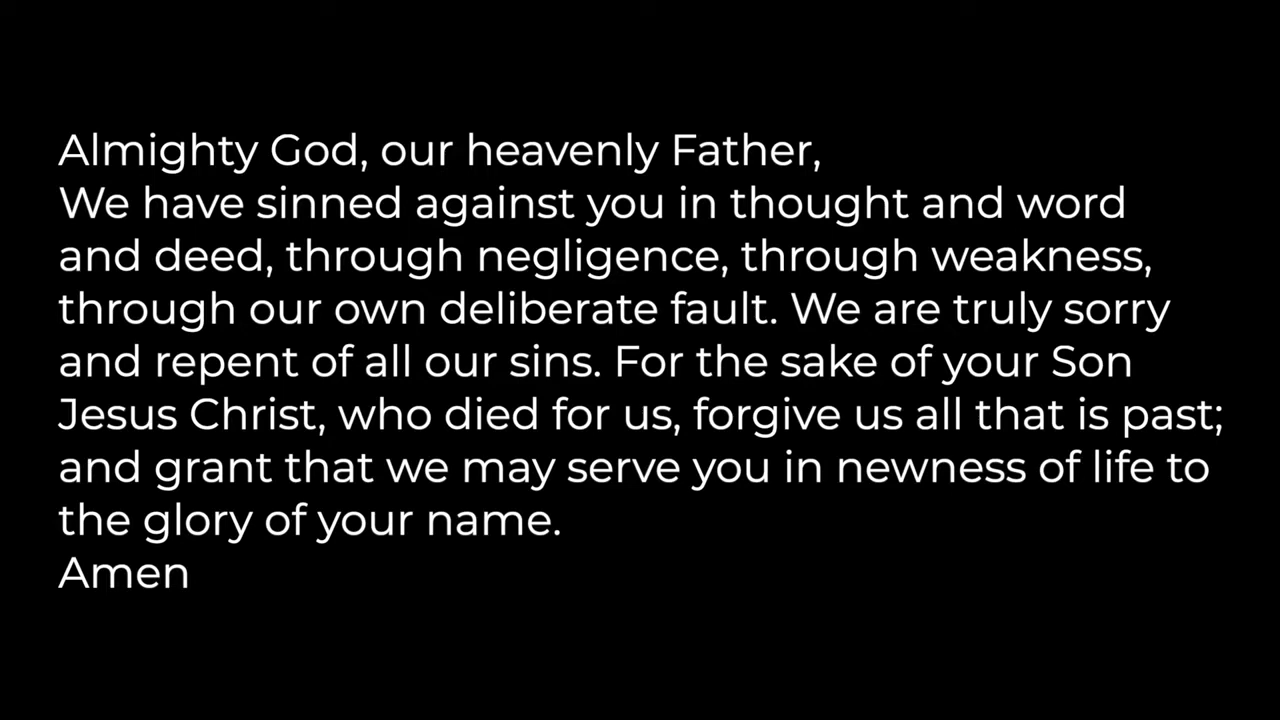 Almighty God, our heavenly Father,
We have sinned against you in thought and word
and deed, through negligence, through weakness,
through our own deliberate fault. We are truly sorry
and repent of all our sins. For the sake of your Son
Jesus Christ, who died for us, forgive us all that is past;
and grant that we may serve you in newness of life to
the glory of your name.
Amen